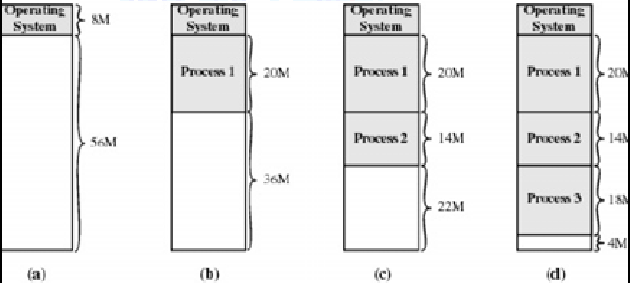 Operating
System
8M
56M
(a)
Operating
System
Process 1
20M
36M
(b)
Operating
System
Process 1
20M
Process 2
14M
22M
(c)
Operating
System
Process 1
20M
Process 2
14M
Process 3
18M
4M
(d)